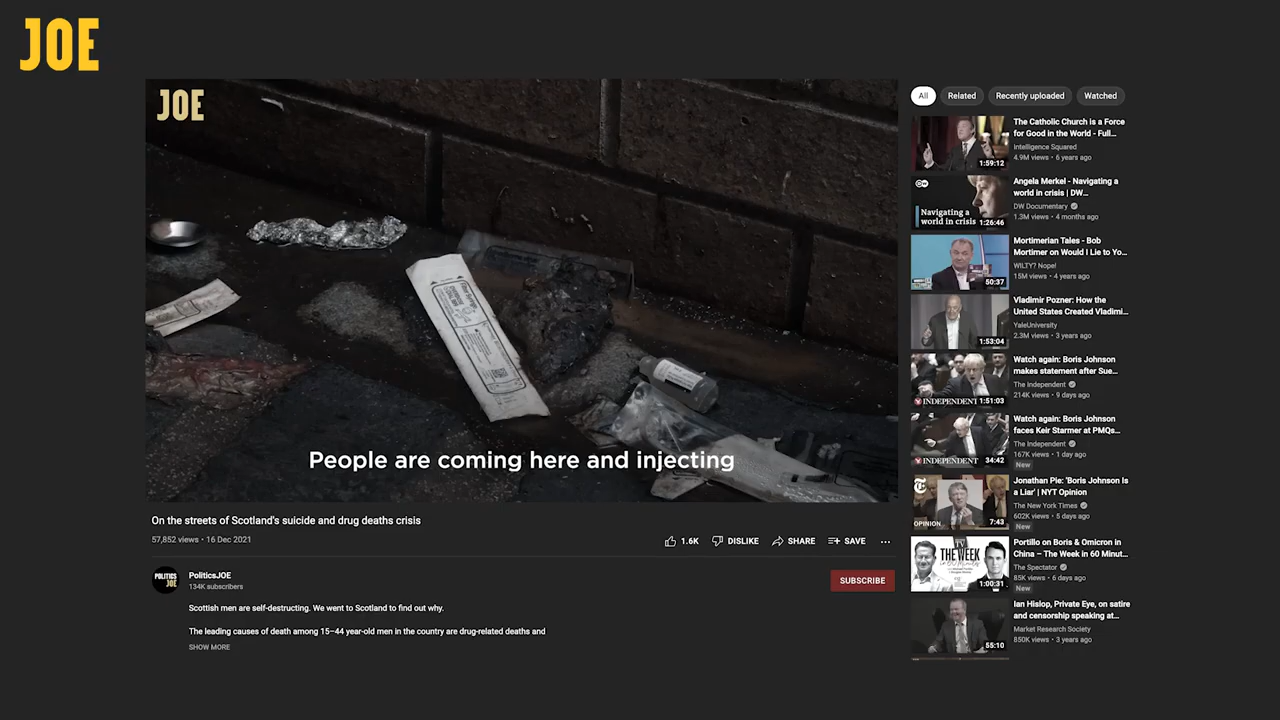 JOE
JOE
People are coming here and injecting
On the streets of Scotland's suicide and drug deaths crisis
57,852 views • 16 Dec 2021
1.6K
DISLIKE
SHARE
SAVE
...
POLITICS
JOE
PoliticsJOE
134K subscribers
SUBSCRIBE
Scottish men are self-destructing. We went to Scotland to find out why.
The leading causes of death among 15–44 year-old men in the country are drug-related deaths and
SHOW MORE
All
Related
Recently uploaded
Watched
1:59:12
The Catholic Church is a Force
for Good in the World - Full...
Intelligence Squared
4.9M views • 6 years ago
Navigating a
world in crisis
1:26:46
Angela Merkel - Navigating a
world in crisis | DW...
DW Documentary
1.3M views • 4 months ago
50:37
Mortimerian Tales - Bob
Mortimer on Would I Lie to Yo...
WILTY? Nope!
15M views • 4 years ago
1:53:04
Vladimir Pozner: How the
United States Created Vladimi...
YaleUniversity
2.3M views • 3 years ago
INDEPENDENT
1:51:03
Watch again: Boris Johnson
makes statement after Sue...
The Independent
214K views • 9 days ago
INDEPENDENT
34:42
Watch again: Boris Johnson
faces Keir Starmer at PMQs...
The Independent
167K views • 1 day ago
New
OPINION
7:43
Jonathan Pie: 'Boris Johnson Is
a Liar' | NYT Opinion
The New York Times
602K views • 5 days ago
New
TV
THE WEEK
1:00:31
Portillo on Boris & Omicron in
China – The Week in 60 Minut...
The Spectator
85K views • 6 days ago
New
55:10
Ian Hislop, Private Eye, on satire
and censorship speaking at...
Market Research Society
850K views • 3 years ago